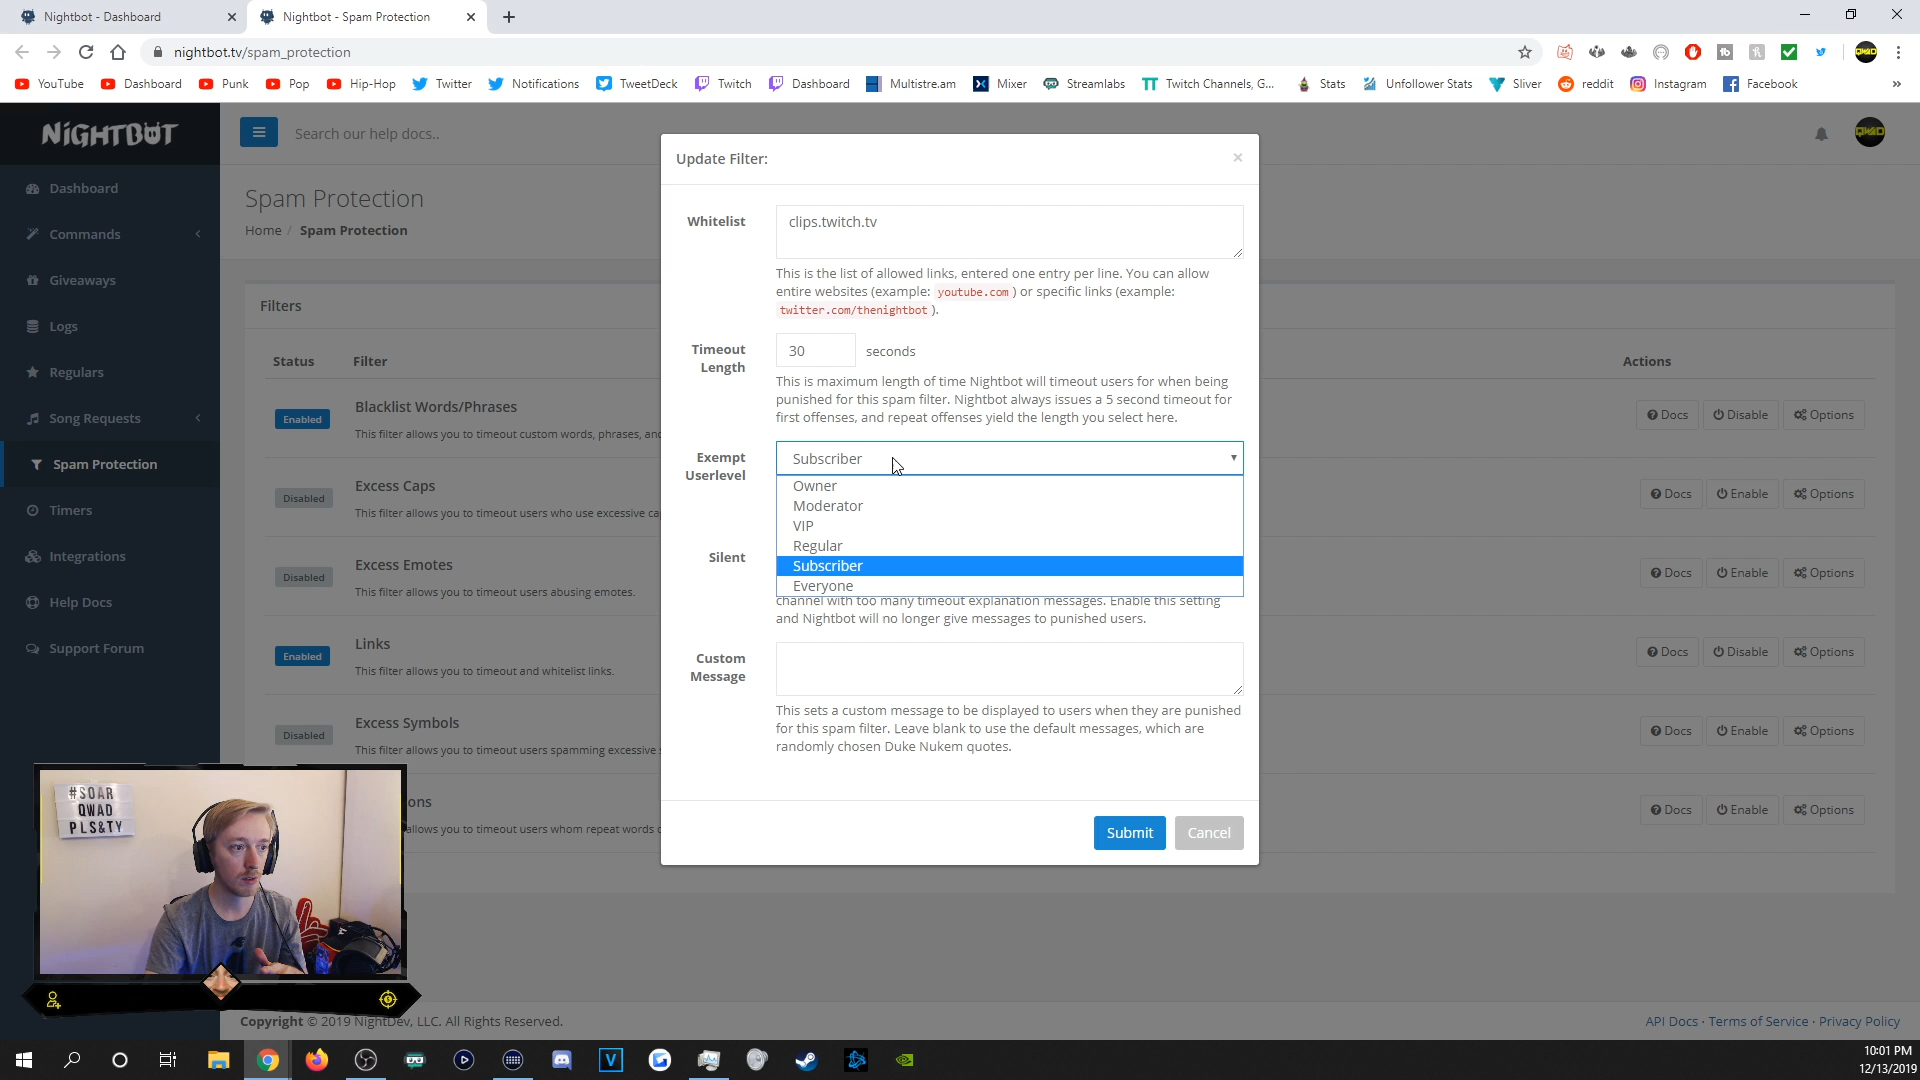 Nightbot - Dashboard
Nightbot - Spam Protection
nightbot.tv/spam_protection
YouTube
Dashboard
Punk
Pop
Hip-Hop
Twitter
Notifications
TweetDeck
Twitch
Dashboard
Multistre.am
Mixer
Streamlabs
Twitch Channels, G...
Stats
Unfollower Stats
Sliver
reddit
Instagram
Facebook
NiGHTBOT
Search our help docs..
QWAD
Dashboard
Commands
Giveaways
Logs
Regulars
Song Requests
Spam Protection
Timers
Integrations
Help Docs
Support Forum
Spam Protection
Home / Spam Protection
Filters
Status Filter Actions
Enabled
Blacklist Words/Phrases
This filter allows you to timeout custom words, phrases, and
Docs Disable Options
Disabled
Excess Caps
This filter allows you to timeout users who use excessive ca
Docs Enable Options
Disabled
Excess Emotes
This filter allows you to timeout users abusing emotes.
Docs Enable Options
Enabled
Links
This filter allows you to timeout and whitelist links.
Docs Disable Options
Disabled
Excess Symbols
This filter allows you to timeout users spamming excessive s
Docs Enable Options
ons
allows you to timeout users whom repeat words o
Docs Enable Options
Update Filter:
Whitelist
clips.twitch.tv
This is the list of allowed links, entered one entry per line. You can allow
entire websites (example: youtube.com ) or specific links (example:
twitter.com/thenightbot ).
Timeout
Length
30 seconds
This is maximum length of time Nightbot will timeout users for when being
punished for this spam filter. Nightbot always issues a 5 second timeout for
first offenses, and repeat offenses yield the length you select here.
Exempt
Userlevel
Subscriber
Owner
Moderator
VIP
Regular
Subscriber
Everyone
Silent
channel with too many timeout explanation messages. Enable this setting
and Nightbot will no longer give messages to punished users.
Custom
Message
This sets a custom message to be displayed to users when they are punished
for this spam filter. Leave blank to use the default messages, which are
randomly chosen Duke Nukem quotes.
Submit Cancel
#SOAR
QWAD
PLS&TY
Copyright © 2019 NightDev, LLC. All Rights Reserved.
API Docs · Terms of Service · Privacy Policy
10:01 PM
12/13/2019